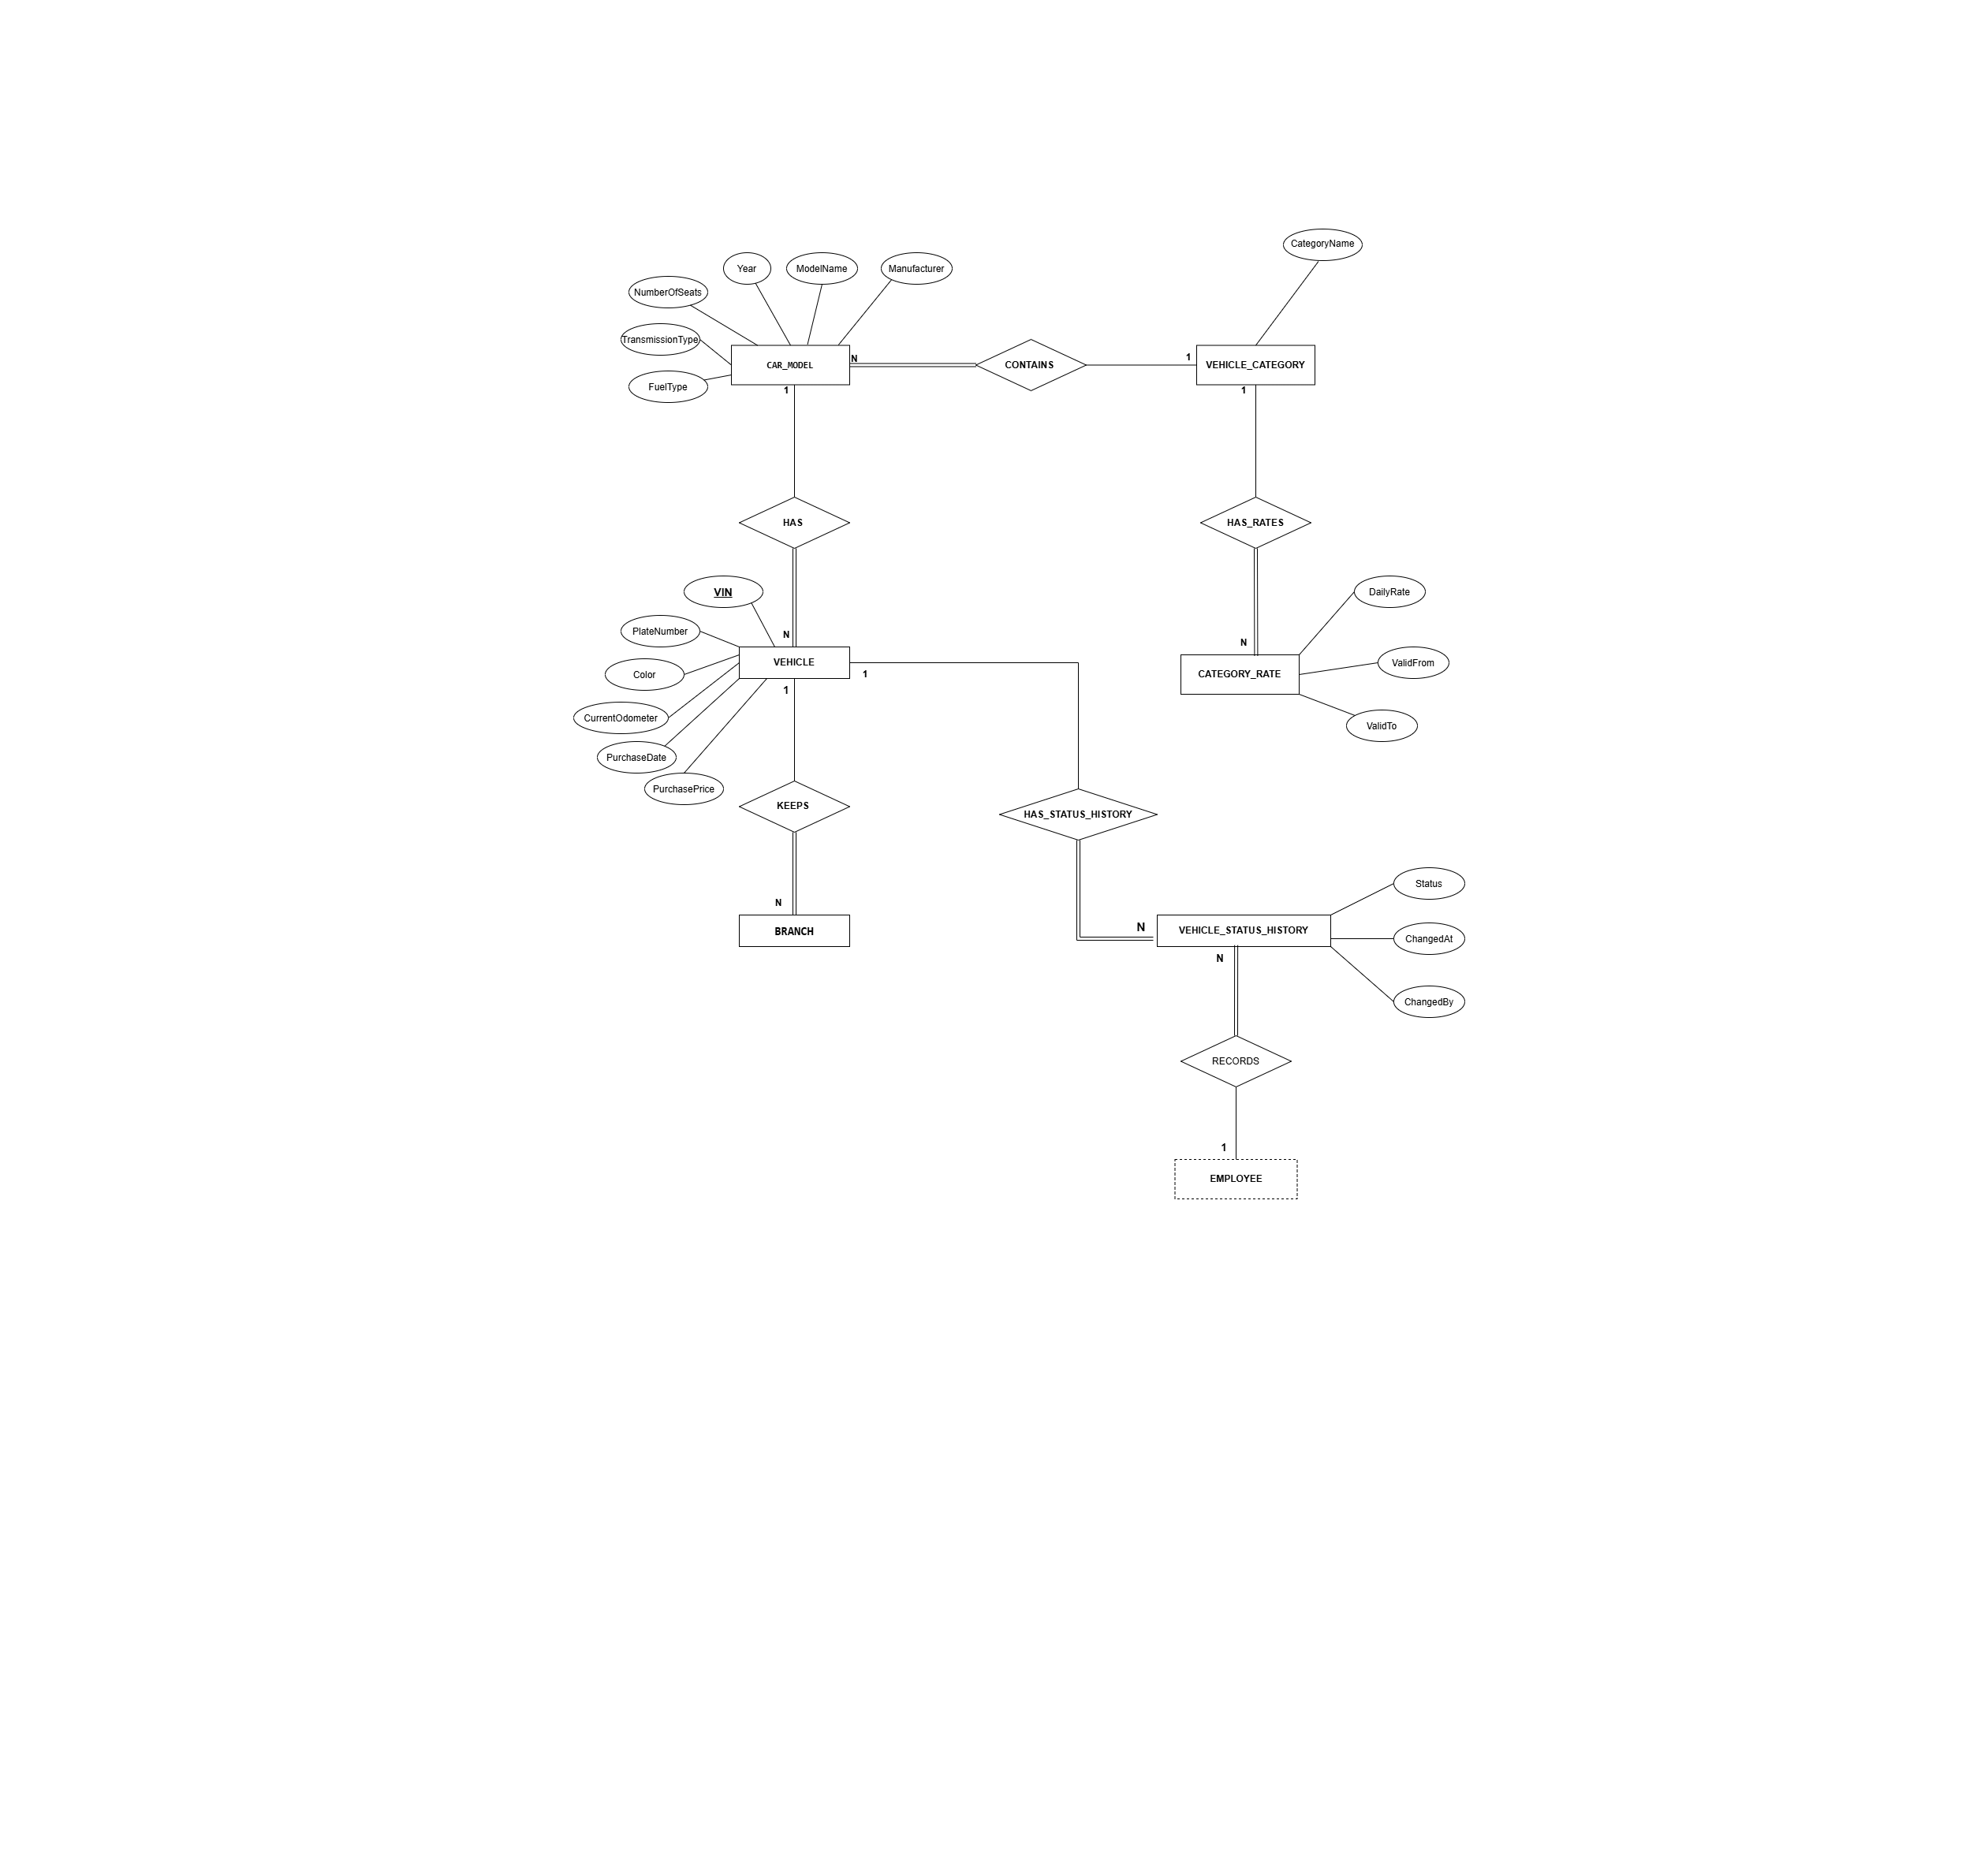 CategoryName
Year
ModelName
Manufacturer
NumberOfSeats
TransmissionType
FuelType
CAR_MODEL
N
CONTAINS
1
VEHICLE_CATEGORY
1
1
HAS
HAS_RATES
VIN
DailyRate
PlateNumber
N
N
VEHICLE
ValidFrom
Color
1
CATEGORY_RATE
1
CurrentOdometer
ValidTo
PurchaseDate
PurchasePrice
KEEPS
HAS_STATUS_HISTORY
Status
N
N
BRANCH
VEHICLE_STATUS_HISTORY
ChangedAt
N
ChangedBy
RECORDS
1
EMPLOYEE